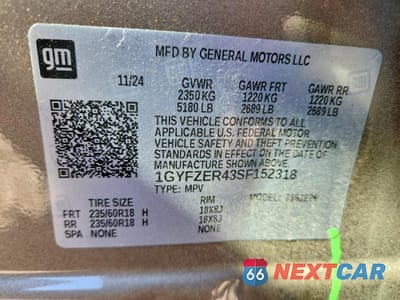 gm
MFD BY GENERAL MOTORS LLC
11/24 GVWR GAWR FRT GAWR RR
2350 KG 1220 KG 1220 KG
5180 LB 2689 LB 2689 LB
THIS VEHICLE CONFORMS TO ALL
APPLICABLE U.S. FEDERAL MOTOR
VEHICLE SAFETY
STANDARDS IN EFFECT ON THE DATE OF
MANUFACTURE SHOWN ABOVE.
1GYFZER43SF152318
TYPE: MPV MODEL:
TIRE SIZE RIM
FRT 235/60R18 H 18X8J
RR 235/60R18 H 18X8J
SPA NONE NONE
66 NEXTCAR